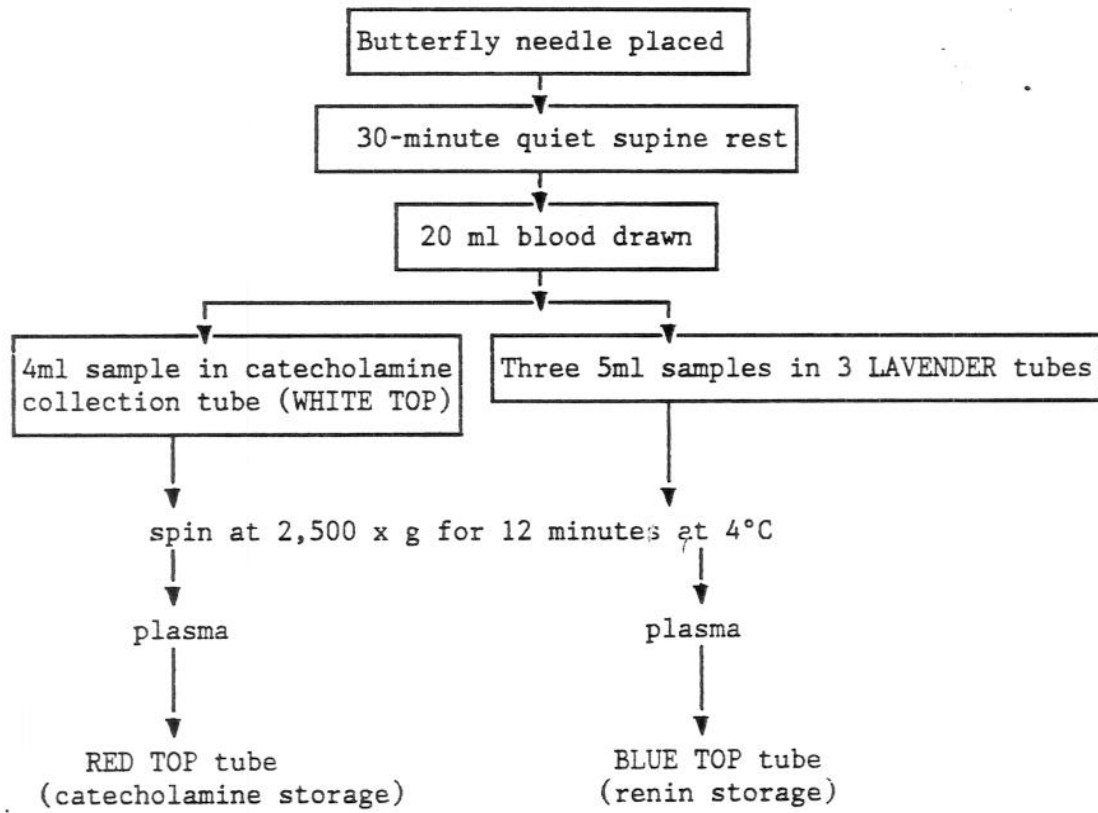 Butterfly needle placed
30-minute quiet supine rest
20 ml blood drawn
4ml sample in catecholamine
collection tube (WHITE TOP)
Three 5ml samples in 3 LAVENDER tubes
spin at 2,500 x g for 12 minutes at 4°C
plasma
plasma
RED TOP tube
(catecholamine storage)
BLUE TOP tube
(renin storage)